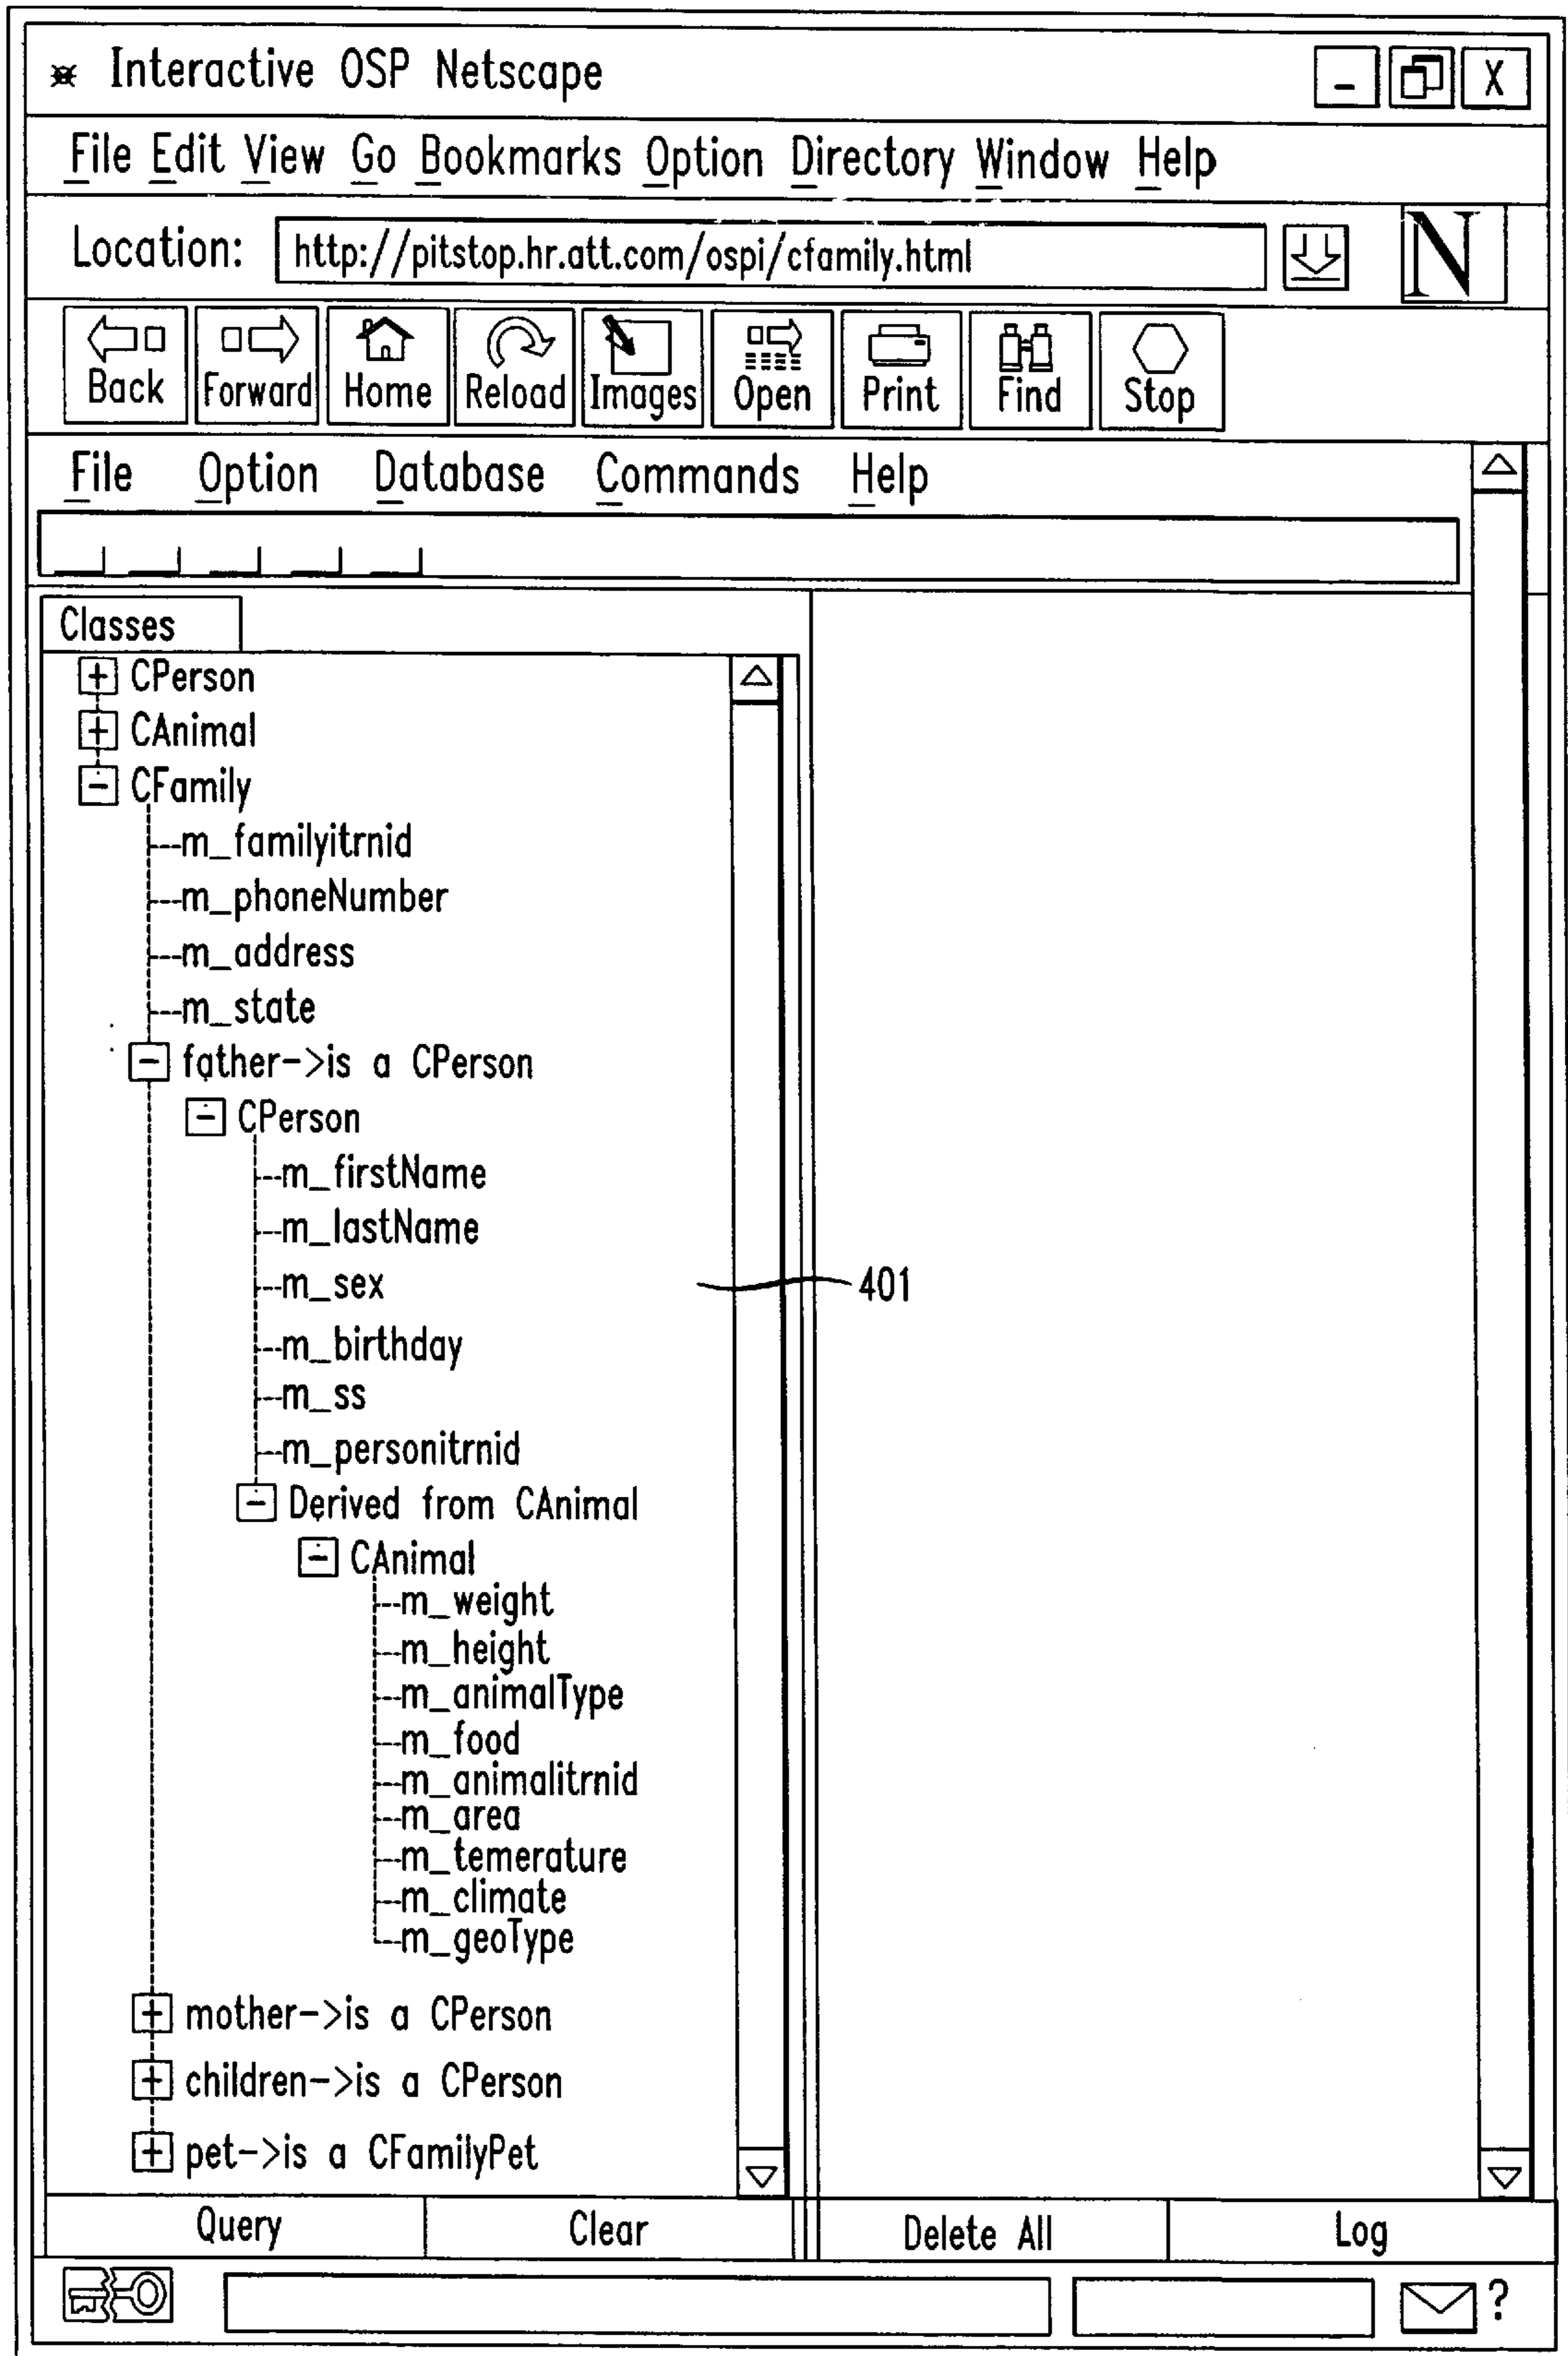 Interactive OSP Netscape
X
File Edit View Go Bookmarks Option Directory Window Help
Location: http://pitstop.hr.att.com/ospi/cfamily.html N
Back Forward Home Reload Images Open Print Find Stop
File Option Database Commands Help
Classes
CPerson
CAnimal
CFamily
m_familyitrnid
m_phoneNumber
m_address
m_state
father->is a CPerson
CPerson
m_firstName
m_lastName
m_sex 401
m_birthday
m_ss
m_personitrnid
Derived from CAnimal
CAnimal
m_weight
m_height
m_animalType
m_food
m_animalitrnid
m_area
m_temerature
m_climate
m_geoType
mother->is a CPerson
children->is a CPerson
pet->is a CFamilyPet
Query Clear Delete All Log
?